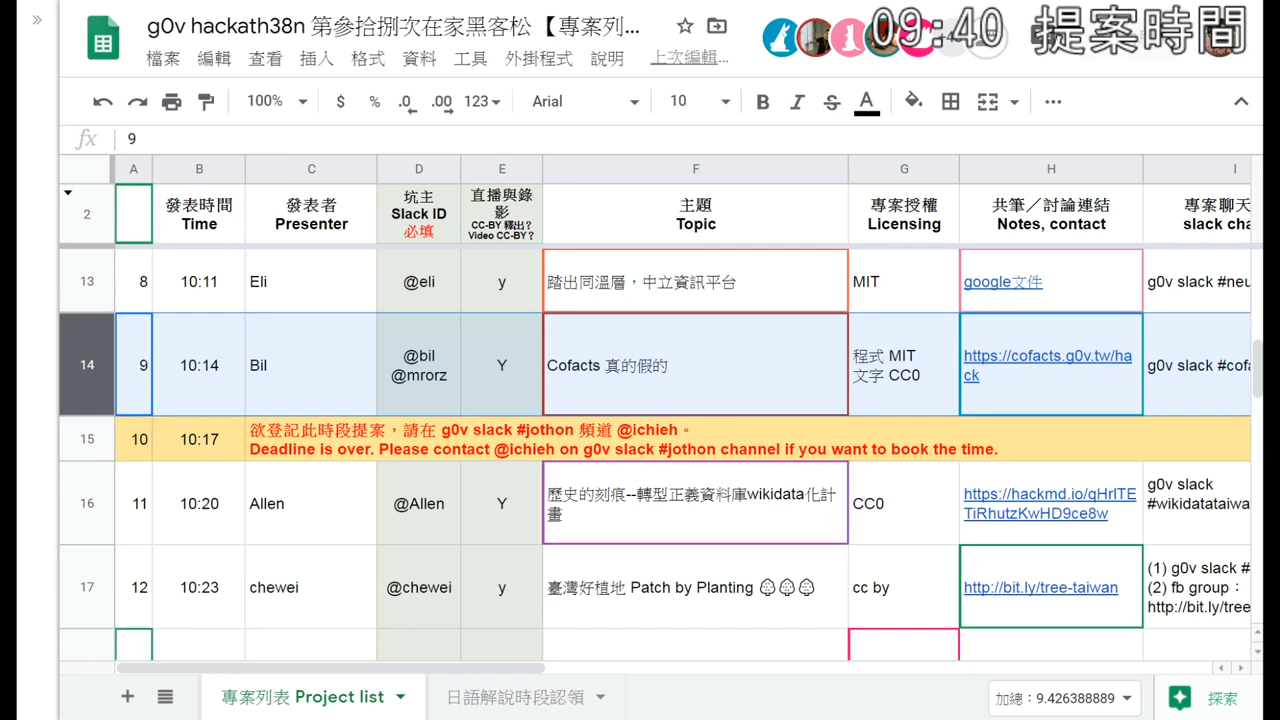 g0v hackath38n 第參拾捌次在家黑客松【專案列...
09:40 提案時間
檔案 編輯 查看 插入 格式 資料 工具 外掛程式 說明 上次編輯...
100% $ % .0 .00 123 Arial 10 B I S A
fx 9
A B C D E F G H I
2
發表時間
Time
發表者
Presenter
坑主
Slack ID
必填
直播與錄
影
CC-BY 釋出?
Video CC-BY?
主題
Topic
專案授權
Licensing
共筆／討論連結
Notes, contact
專案聊天
slack cha
13 8 10:11 Eli @eli y 踏出同溫層，中立資訊平台 MIT google文件 g0v slack #neu
14 9 10:14 Bil
@bil
@mrorz
Y Cofacts 真的假的
程式 MIT
文字 CC0
https://cofacts.g0v.tw/ha
ck
g0v slack #cofa
15 10 10:17
欲登記此時段提案，請在 g0v slack #jothon 頻道 @ichieh。
Deadline is over. Please contact @ichieh on g0v slack #jothon channel if you want to book the time.
16 11 10:20 Allen @Allen Y
歷史的刻痕--轉型正義資料庫wikidata化計
畫
CC0
https://hackmd.io/qHrlTE
TiRhutzKwHD9ce8w
g0v slack
#wikidatataiwa
17 12 10:23 chewei @chewei y 臺灣好植地 Patch by Planting cc by http://bit.ly/tree-taiwan
(1) g0v slack #
(2) fb group：
http://bit.ly/tree
專案列表 Project list 日語解說時段認領 加總：9.426388889 探索